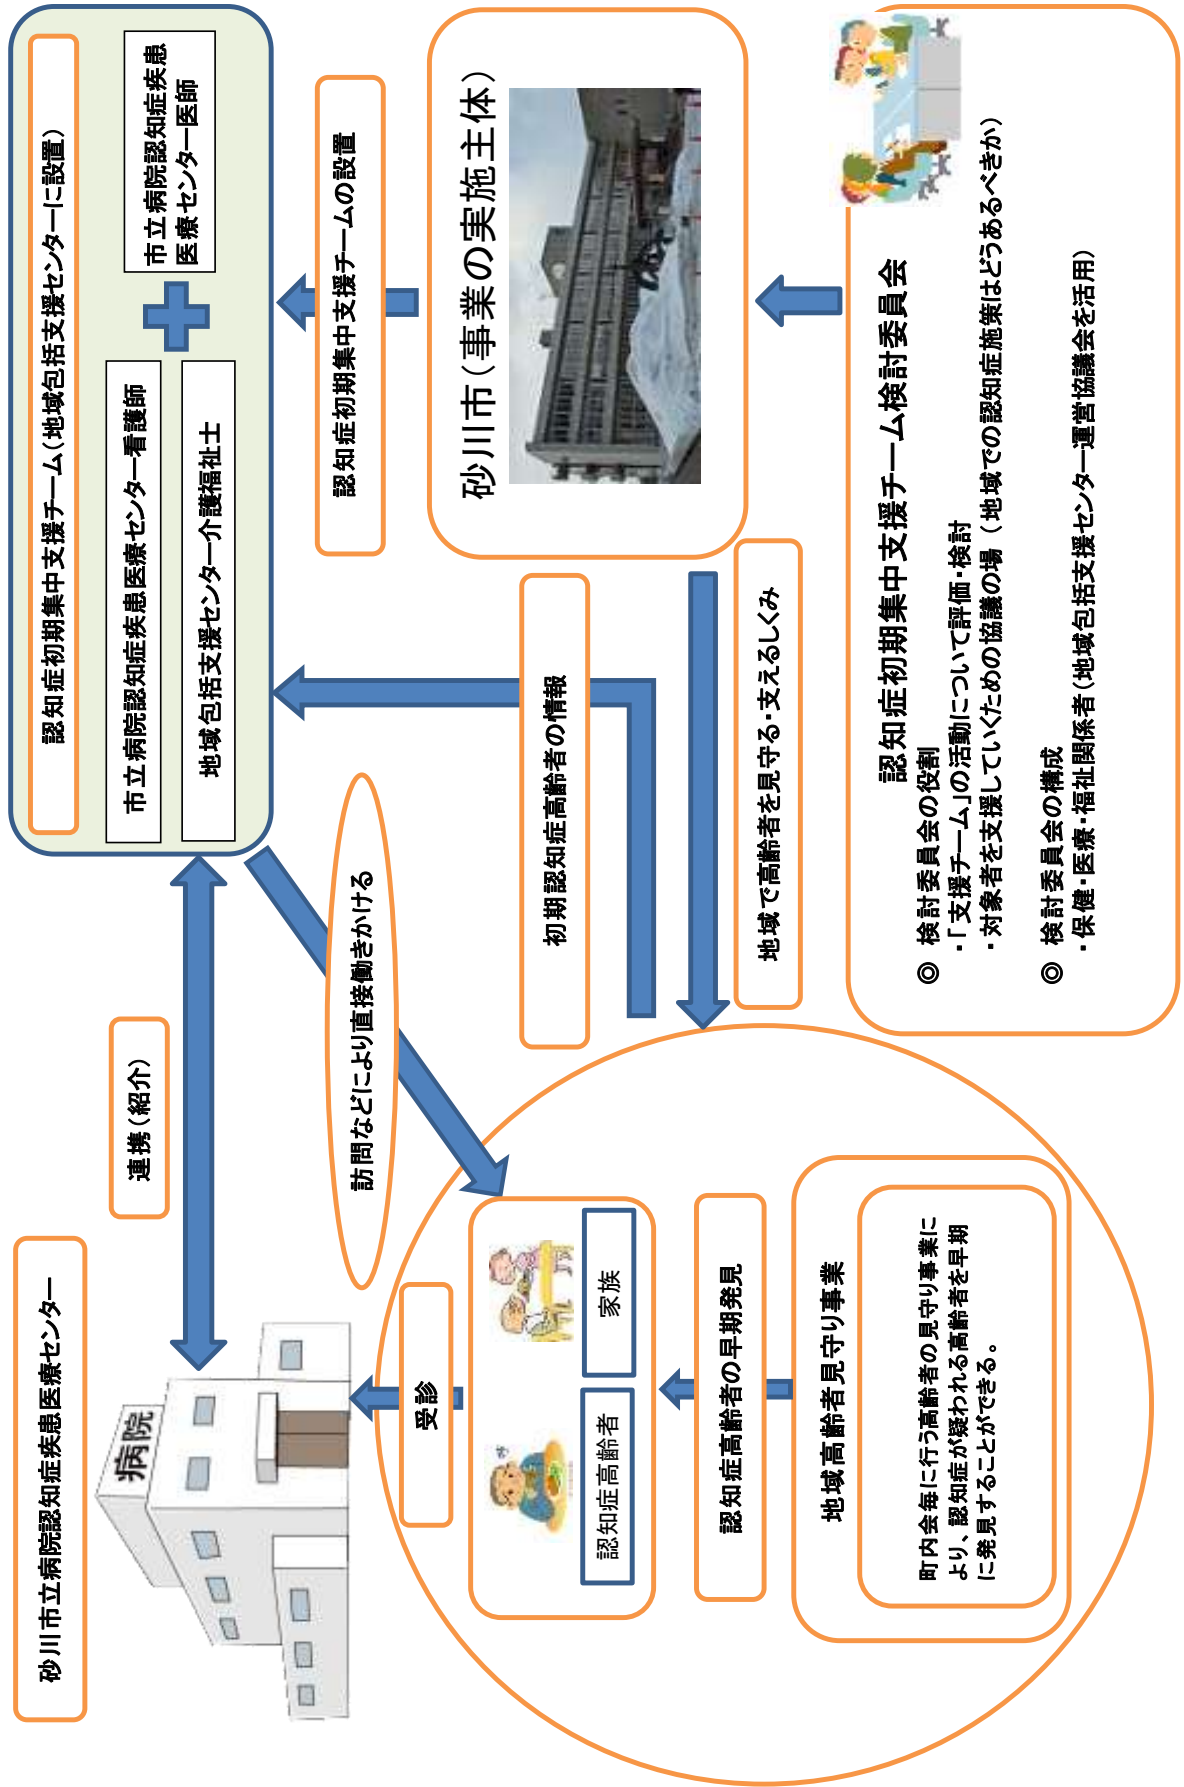 砂川市立病院認知症疾患医療センター
病院
連携（紹介）
認知症初期集中支援チーム（地域包括支援センターに設置）
市立病院認知症疾患医療センター看護師
地域包括支援センター介護福祉士
市立病院認知症疾患
医療センター医師
訪問などにより直接働きかける
認知症初期集中支援チームの設置
受診
認知症高齢者
家族
初期認知症高齢者の情報
砂川市（事業の実施主体）
認知症高齢者の早期発見
地域で高齢者を見守る・支えるしくみ
地域高齢者見守り事業
町内会毎に行う高齢者の見守り事業に
より、認知症が疑われる高齢者を早期
に発見することができる。
認知症初期集中支援チーム検討委員会
◎ 検討委員会の役割
・「支援チーム」の活動について評価・検討
・対象者を支援していくための協議の場（地域での認知症施策はどうあるべきか）
◎ 検討委員会の構成
・保健・医療・福祉関係者（地域包括支援センター運営協議会を活用）